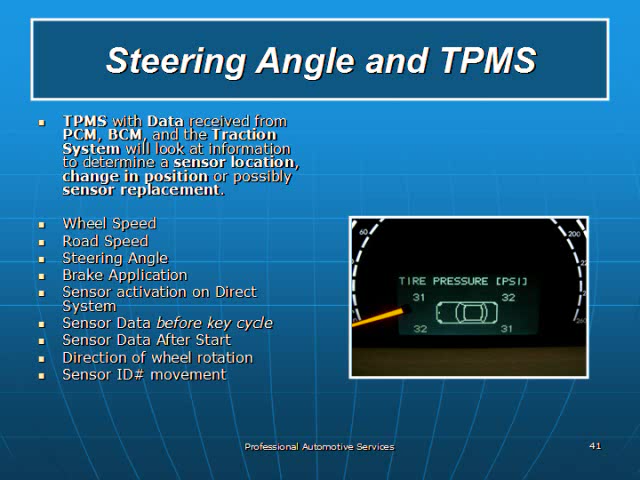 Steering Angle and TPMS
TPMS with Data received from
PCM, BCM, and the Traction
System will look at information
to determine a sensor location,
change in position or possibly
sensor replacement.
Wheel Speed
Road Speed
Steering Angle
Brake Application
Sensor activation on Direct
System
Sensor Data before key cycle
Sensor Data After Start
Direction of wheel rotation
Sensor ID# movement
60
200
22
260
TIRE PRESSURE [PSI]
31 32
32 31
Professional Automotive Services
41